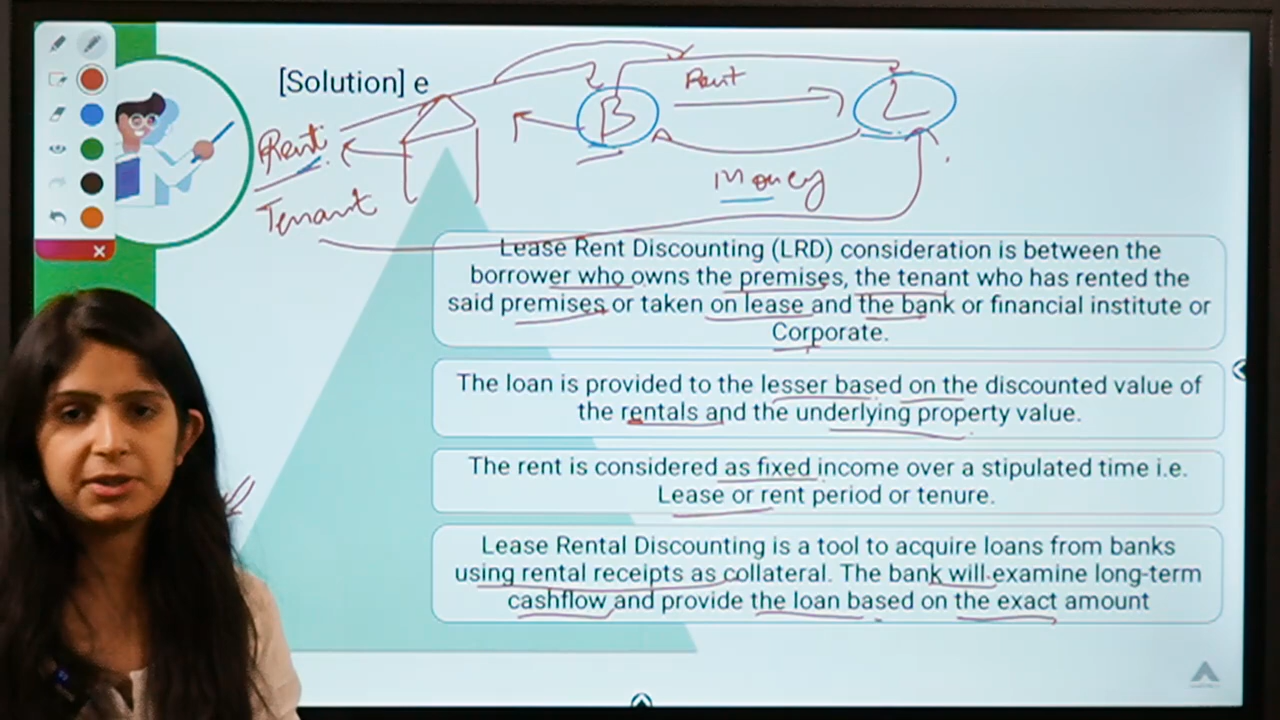 [Solution] e
Rent
B
L
Rent
Tenant
Money
Lease Rent Discounting (LRD) consideration is between the
borrower who owns the premises, the tenant who has rented the
said premises or taken on lease and the bank or financial institute or
Corporate.
The loan is provided to the lesser based on the discounted value of
the rentals and the underlying property value.
The rent is considered as fixed income over a stipulated time i.e.
Lease or rent period or tenure.
Lease Rental Discounting is a tool to acquire loans from banks
using rental receipts as collateral. The bank will examine long-term
cashflow and provide the loan based on the exact amount